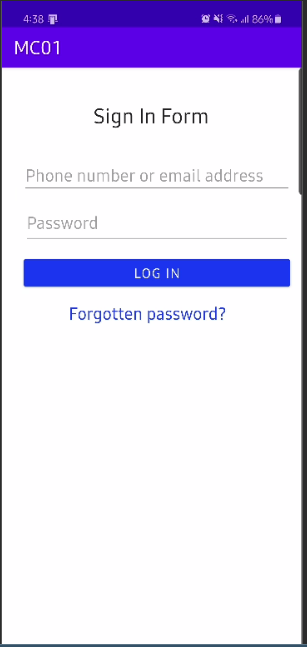 4:38 86%
MC01
Sign In Form
Phone number or email address
Password
LOG IN
Forgotten password?